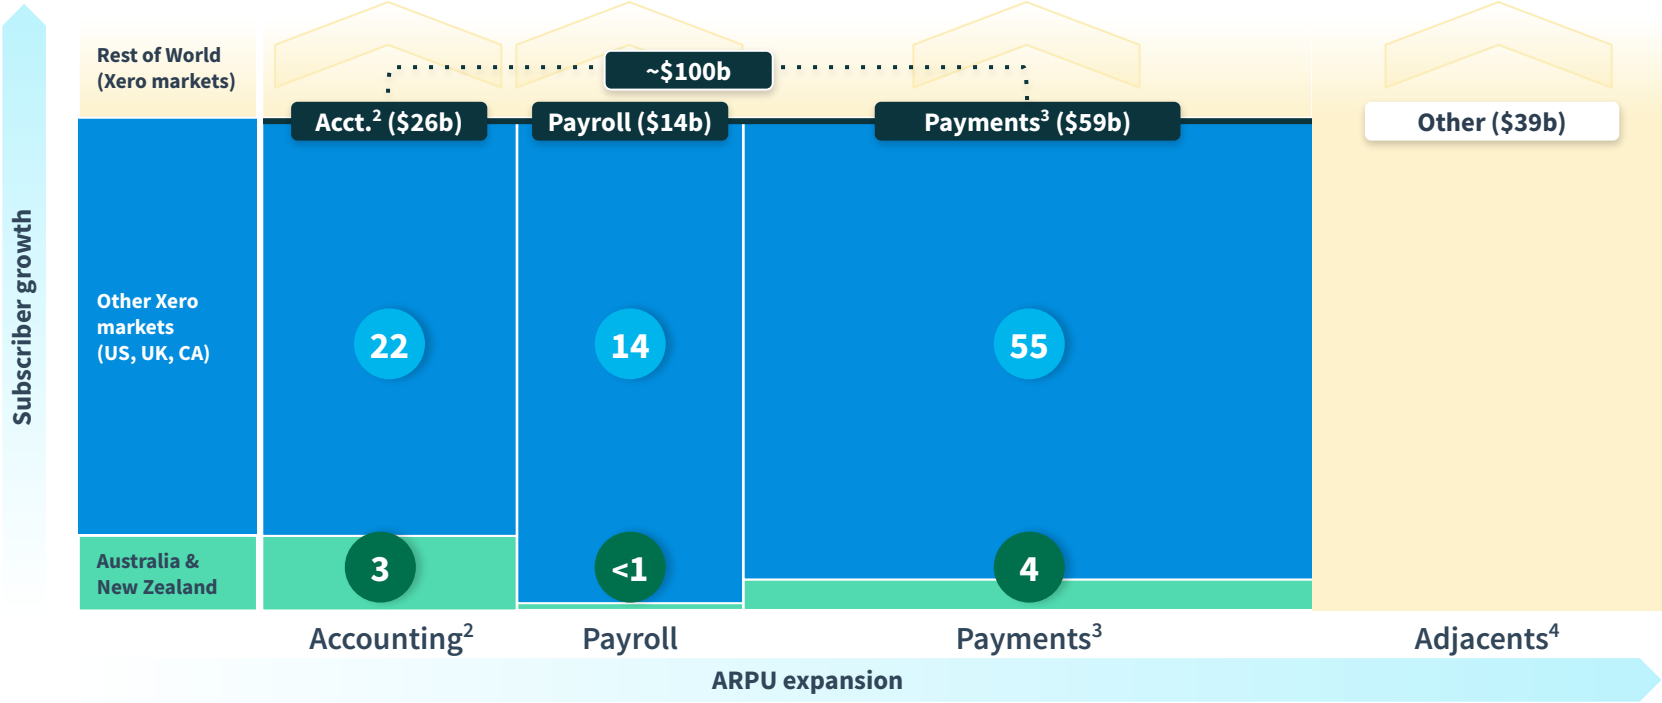 Rest of World
(Xero markets)
~$100b
Acct.² ($26b)
Payroll ($14b)
Payments³ ($59b)
Other ($39b)
Subscriber growth
Other Xero
markets
(US, UK, CA)
22
14
55
Australia &
New Zealand
3
<1
4
Accounting²
Payroll
Payments³
Adjacents⁴
ARPU expansion